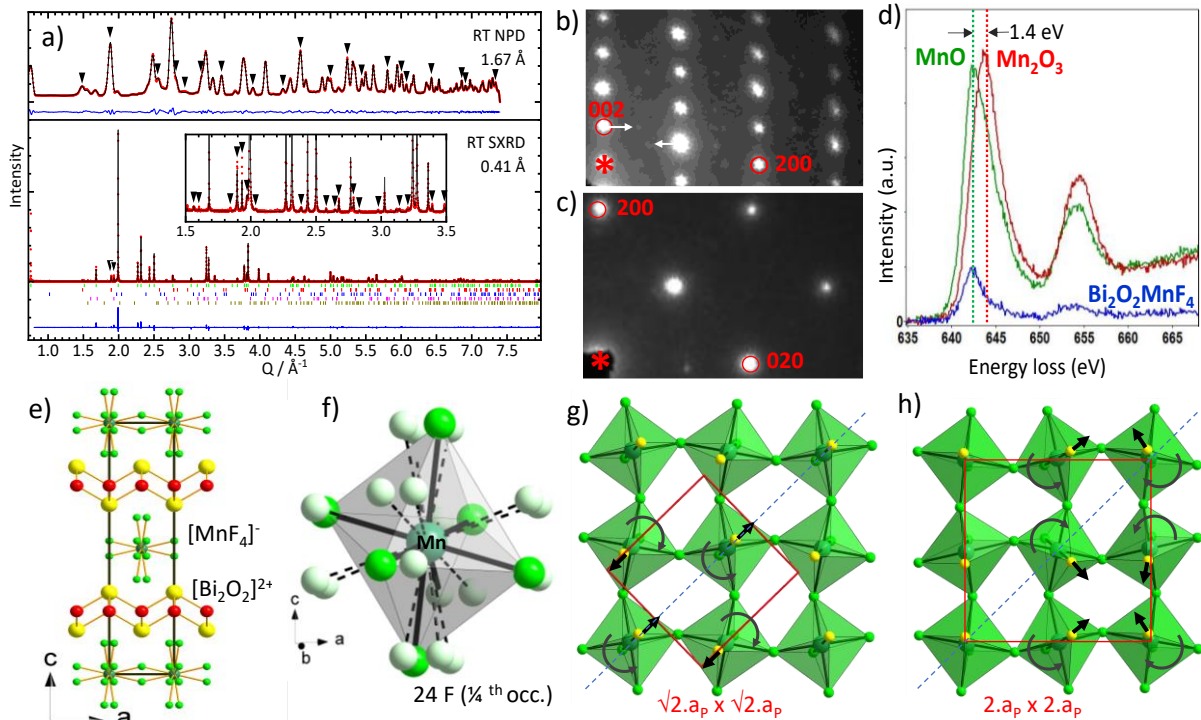 a)
RT NPD
1.67 Å
RT SXRD
0.41 Å
Intensity
1.5 2.0 2.5 3.0 3.5
1.0 1.5 2.0 2.5 3.0 3.5 4.0 4.5 5.0 5.5 6.0 6.5 7.0 7.5
Q / Å⁻¹
b)
002
*
200
c)
200
*
020
d)
1.4 eV
MnO
Mn₂O₃
Bi₂O₂MnF₄
Intensity (a.u.)
0
635 640 650 655 660 665
Energy loss (eV)
e)
[MnF₄]⁻
[Bi₂O₂]²⁺
c
a
f)
Mn
c
b
a
24 F (¼ ᵗʰ occ.)
g)
√2.aₚ x √2.aₚ
h)
2.aₚ x 2.aₚ